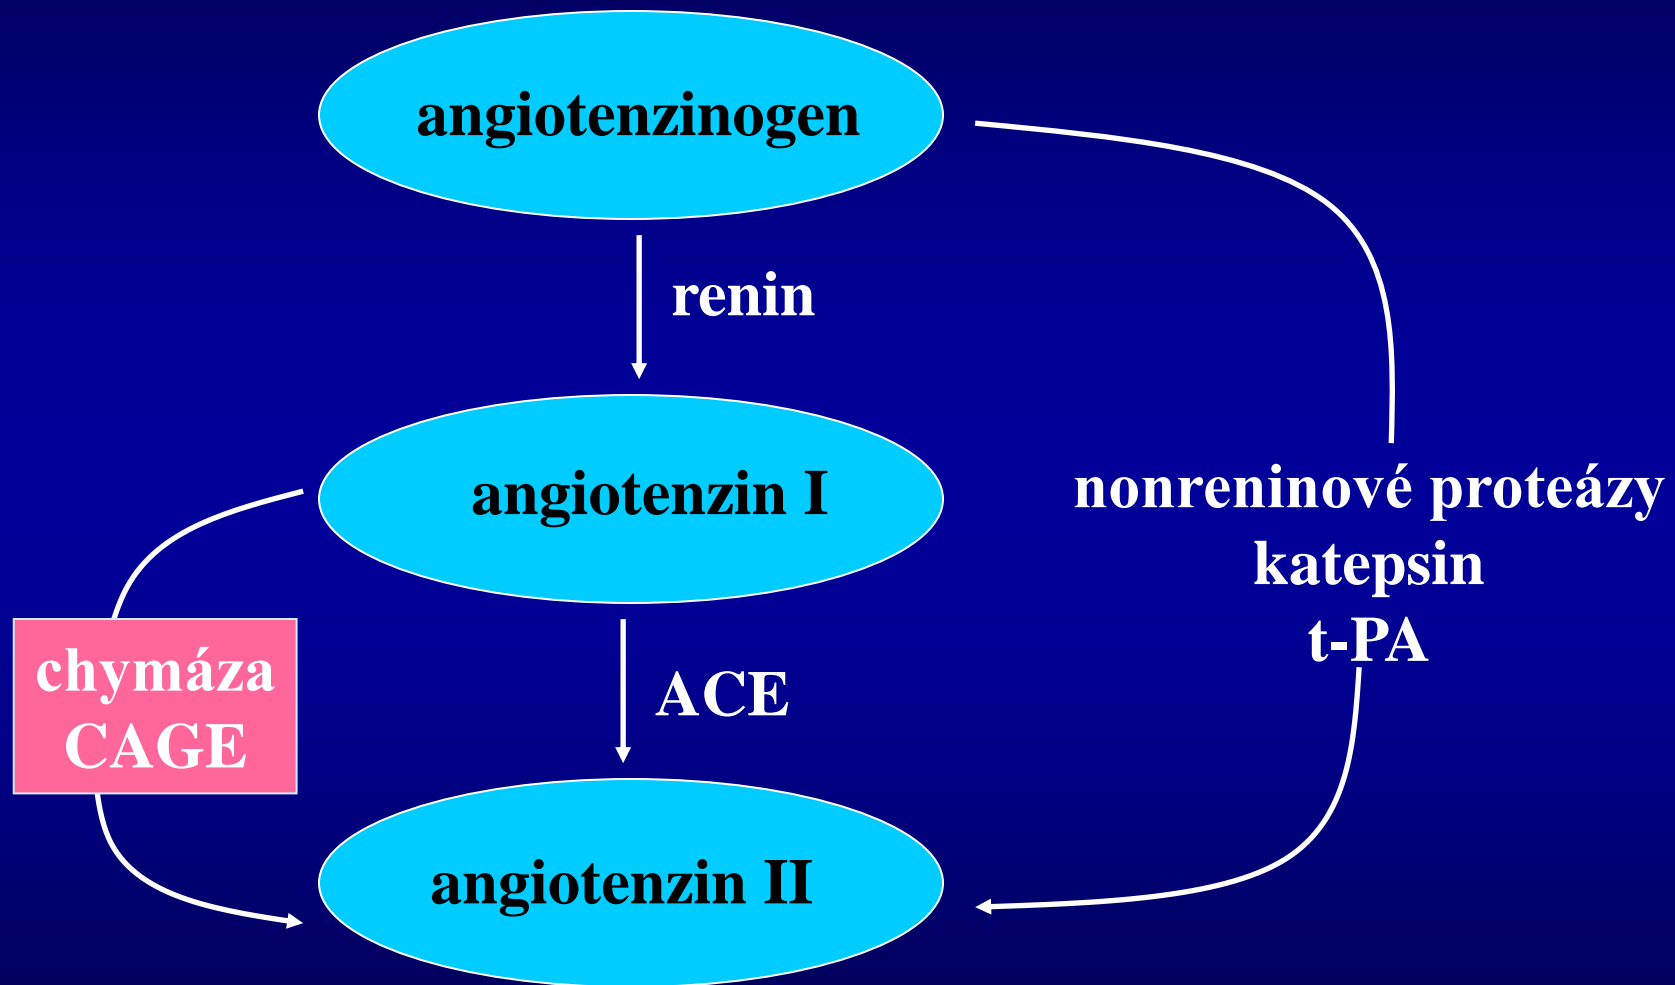 angiotenzinogen
renin
angiotenzin I
nonreninové proteázy
katepsin
t-PA
chymáza
CAGE
ACE
angiotenzin II